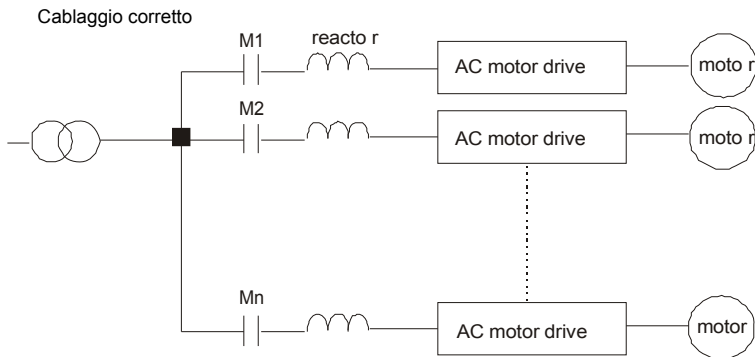 Cablaggio corretto
M1
reacto r
AC motor drive
moto r
M2
AC motor drive
moto r
Mn
AC motor drive
motor